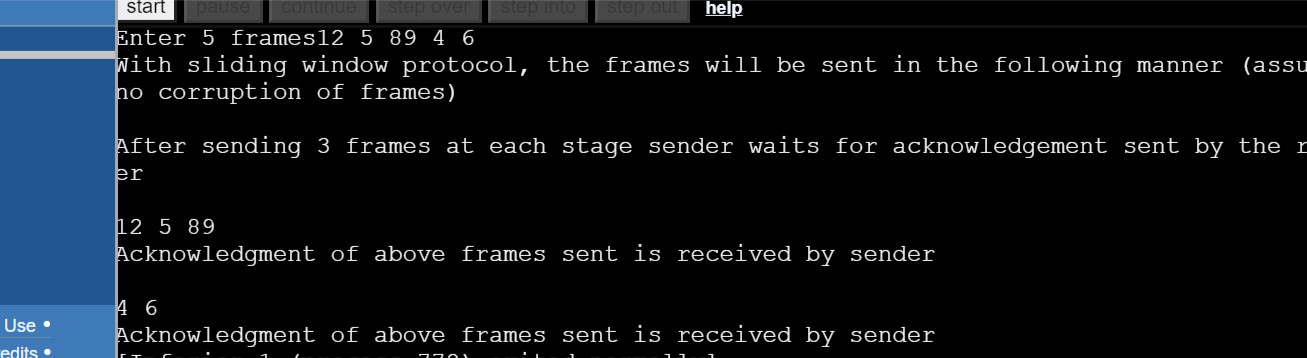 start pause continue step over step into step out help
Enter 5 frames12 5 89 4 6
With sliding window protocol, the frames will be sent in the following manner (assu
no corruption of frames)
After sending 3 frames at each stage sender waits for acknowledgement sent by the r
er
12 5 89
Acknowledgment of above frames sent is received by sender
4 6
Use •
Acknowledgment of above frames sent is received by sender
edits •